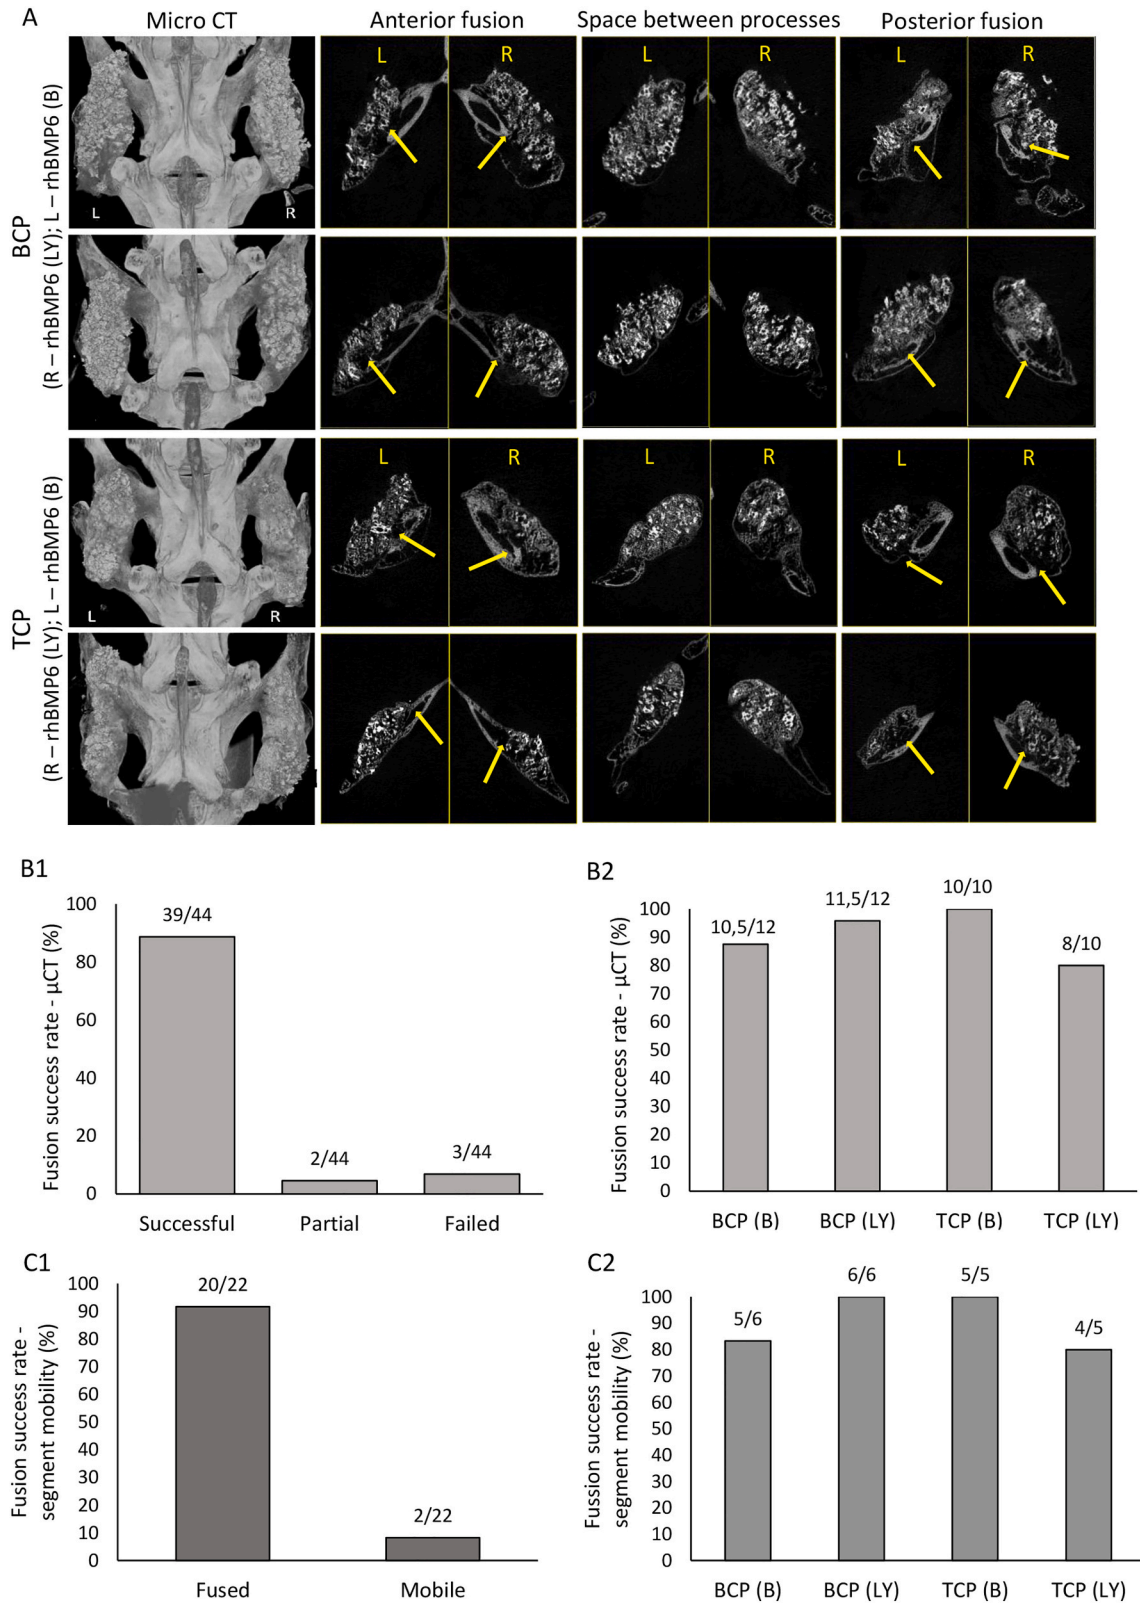 A
Micro CT
Anterior fusion
Space between processes
Posterior fusion
BCP
(R – rhBMP6 (LY); L – rhBMP6 (B)
L
R
L
R
L
R
TCP
(R – rhBMP6 (LY); L – rhBMP6 (B)
L
R
L
R
L
R
L
R
B1
Fusion success rate - µCT (%)
100
80
60
40
20
0
39/44
2/44
3/44
Successful
Partial
Failed
B2
Fussion success rate - µCT (%)
100
90
80
70
60
50
40
30
20
10
0
10,5/12
11,5/12
10/10
8/10
BCP (B)
BCP (LY)
TCP (B)
TCP (LY)
C1
Fusion success rate -
segment mobility (%)
100
90
80
70
60
50
40
30
20
10
0
20/22
2/22
Fused
Mobile
C2
Fussion success rate -
segment mobility (%)
100
90
80
70
60
50
40
30
20
10
0
5/6
6/6
5/5
4/5
BCP (B)
BCP (LY)
TCP (B)
TCP (LY)